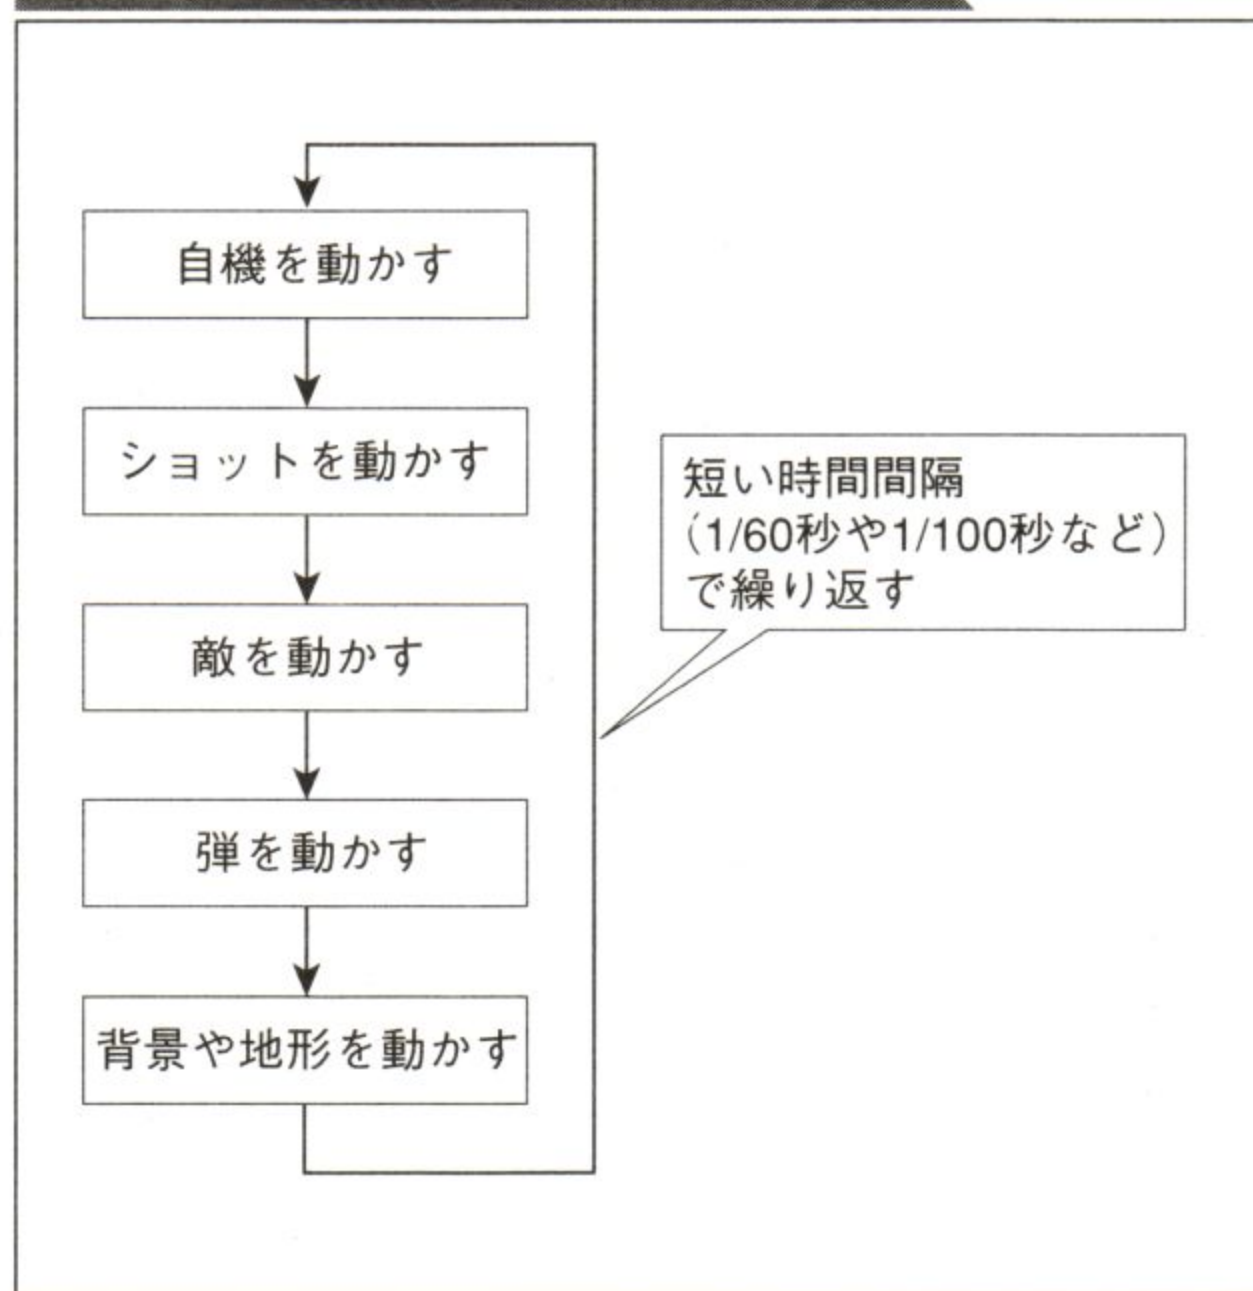 自機を動かす
ショットを動かす
敵を動かす
弾を動かす
背景や地形を動かす
短い時間間隔
（1/60秒や1/100秒など）
で繰り返す